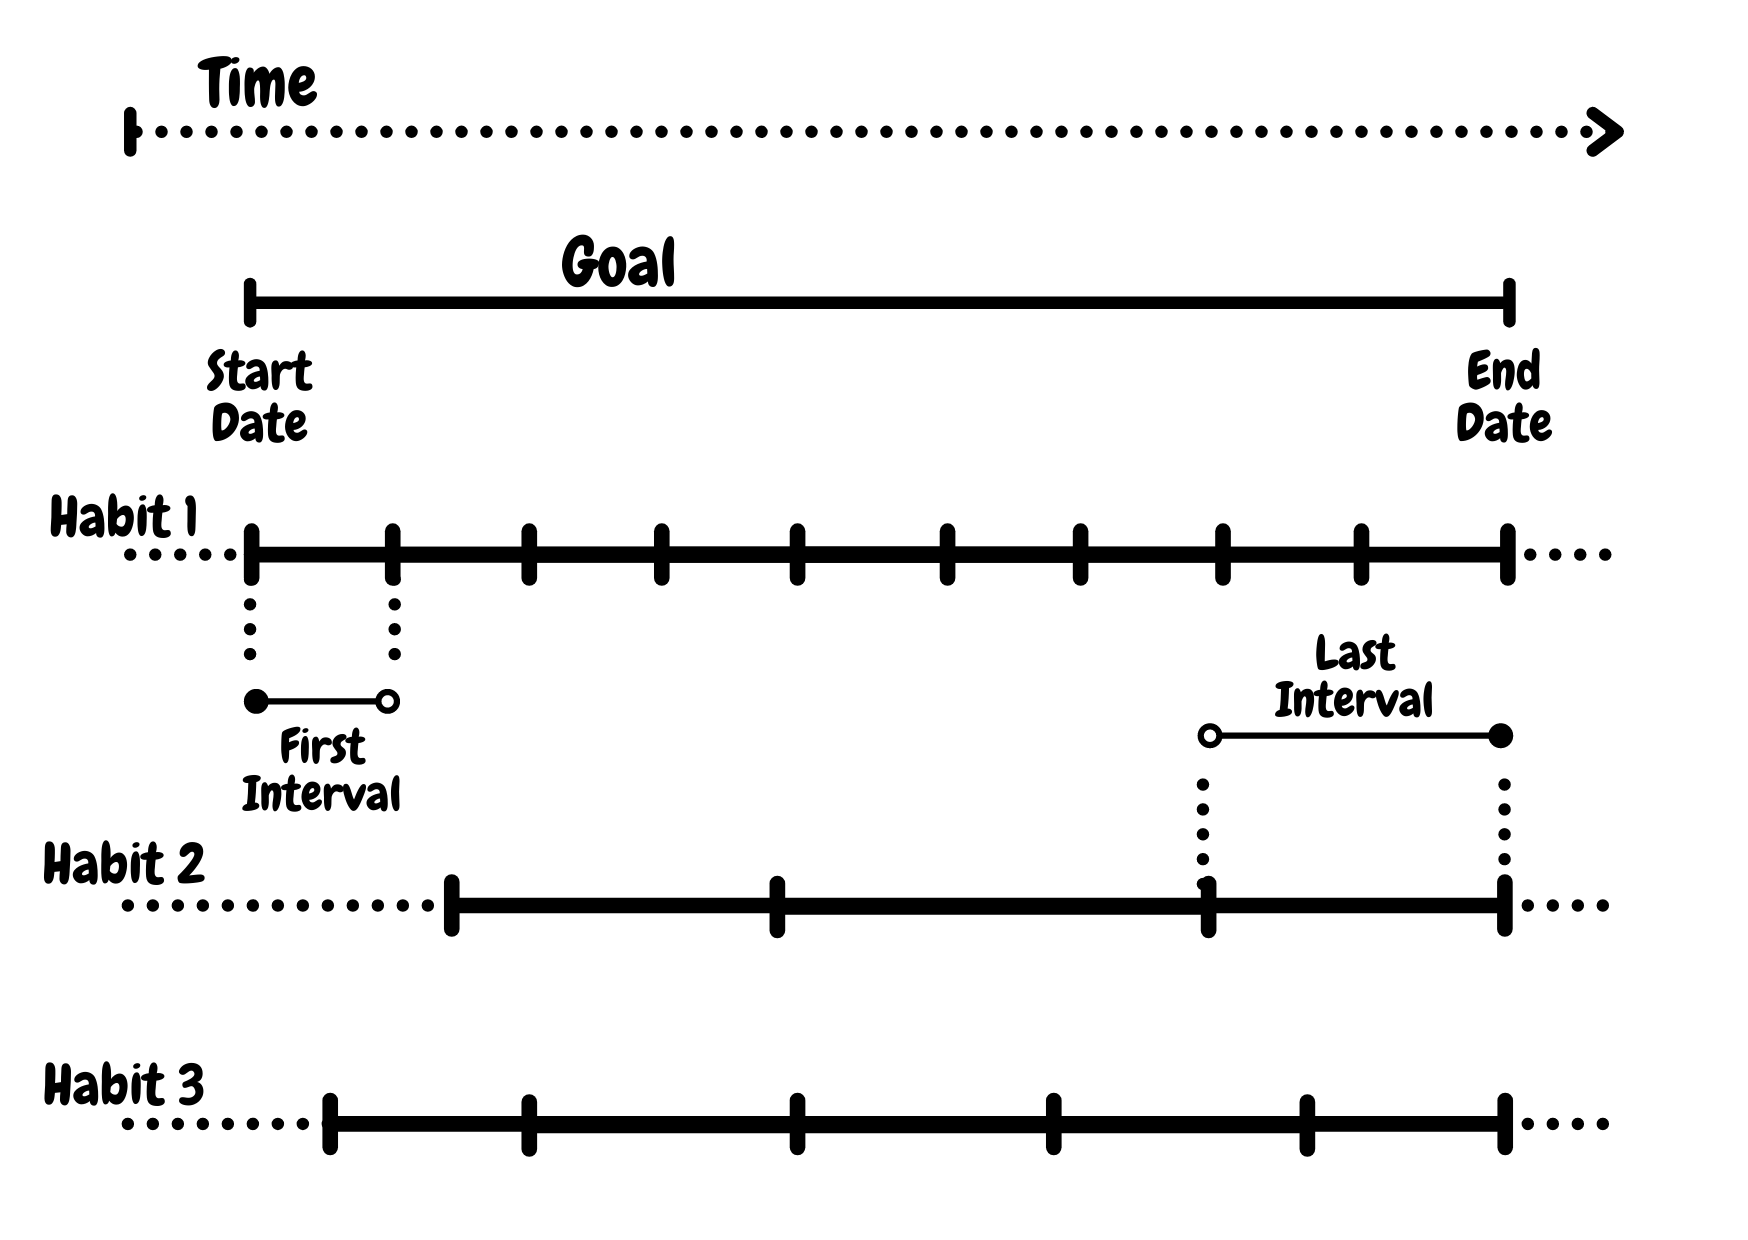 Time
Goal
Start
Date
End
Date
Habit 1
Last
Interval
First
Interval
Habit 2
Habit 3